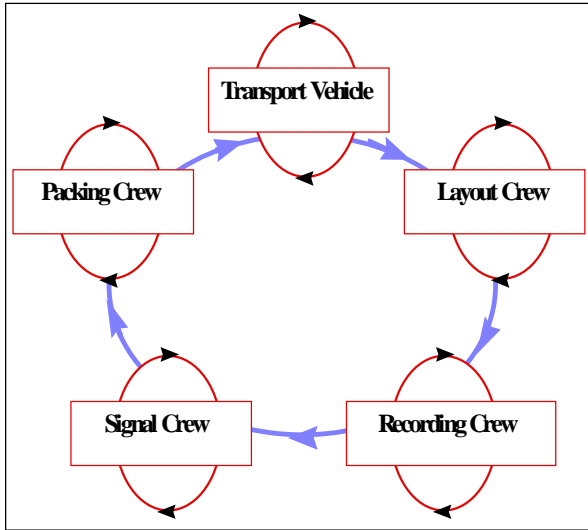 Transport Vehicle
Packing Crew
Layout Crew
Signal Crew
Recording Crew